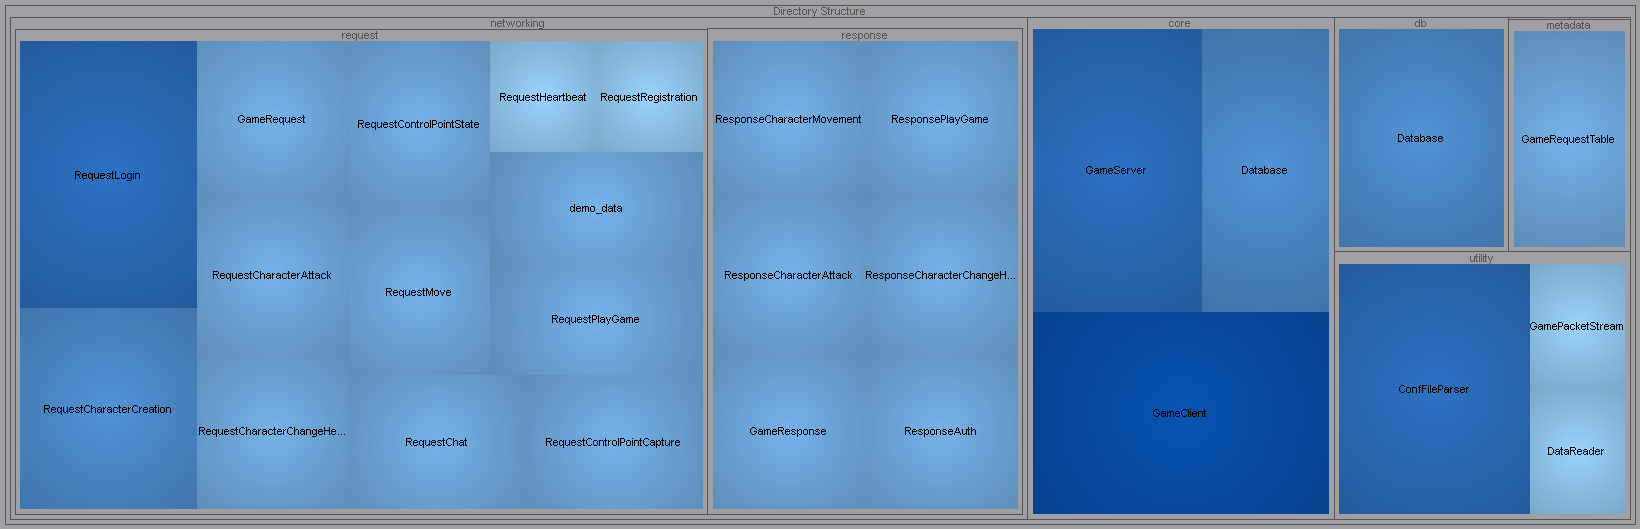 Directory Structure
networking
request
RequestLogin
RequestCharacterCreation
GameRequest
RequestCharacterAttack
RequestCharacterChangeHe...
RequestControlPointState
RequestMove
RequestHeartbeat
RequestRegistration
demo_data
RequestPlayGame
RequestChat
RequestControlPointCapture
response
ResponseCharacterMovement
ResponsePlayGame
ResponseCharacterAttack
ResponseCharacterChangeH...
GameResponse
ResponseAuth
core
GameServer
Database
GameClient
db
Database
metadata
GameRequestTable
utility
ConfFileParser
GamePacketStream
DataReader